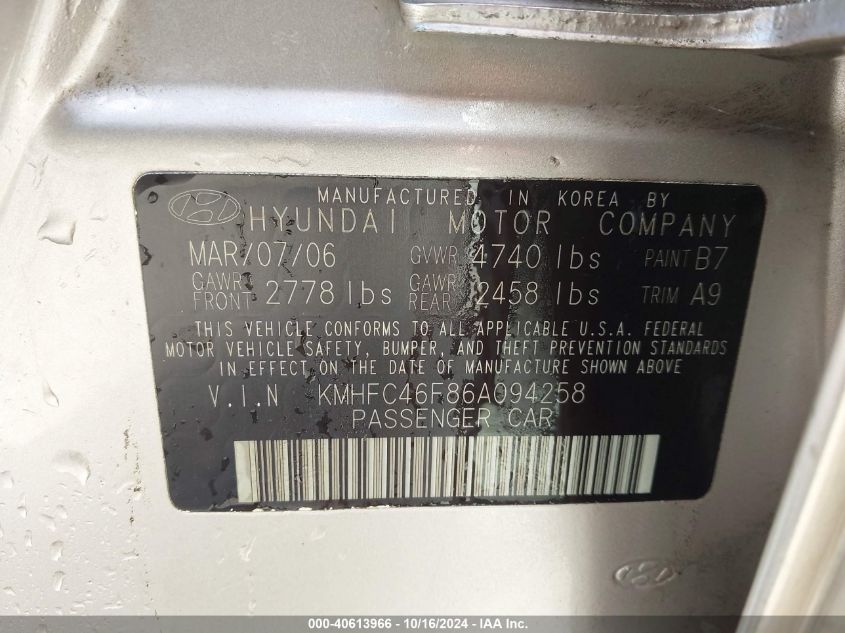 MANUFACTURED IN KOREA BY
HYUNDAI MOTOR COMPANY
MAR/07/06 GVWR 4740 lbs PAINT B7
GAWR FRONT 2778 lbs GAWR REAR 2458 lbs TRIM A9
THIS VEHICLE CONFORMS TO ALL APPLICABLE U.S.A. FEDERAL
MOTOR VEHICLE SAFETY, BUMPER, AND THEFT PREVENTION STANDARDS
IN EFFECT ON THE DATE OF MANUFACTURE SHOWN ABOVE
V.I.N KMHFC46F86A094258
PASSENGER CAR
000-40613966 - 10/16/2024 - IAA Inc.